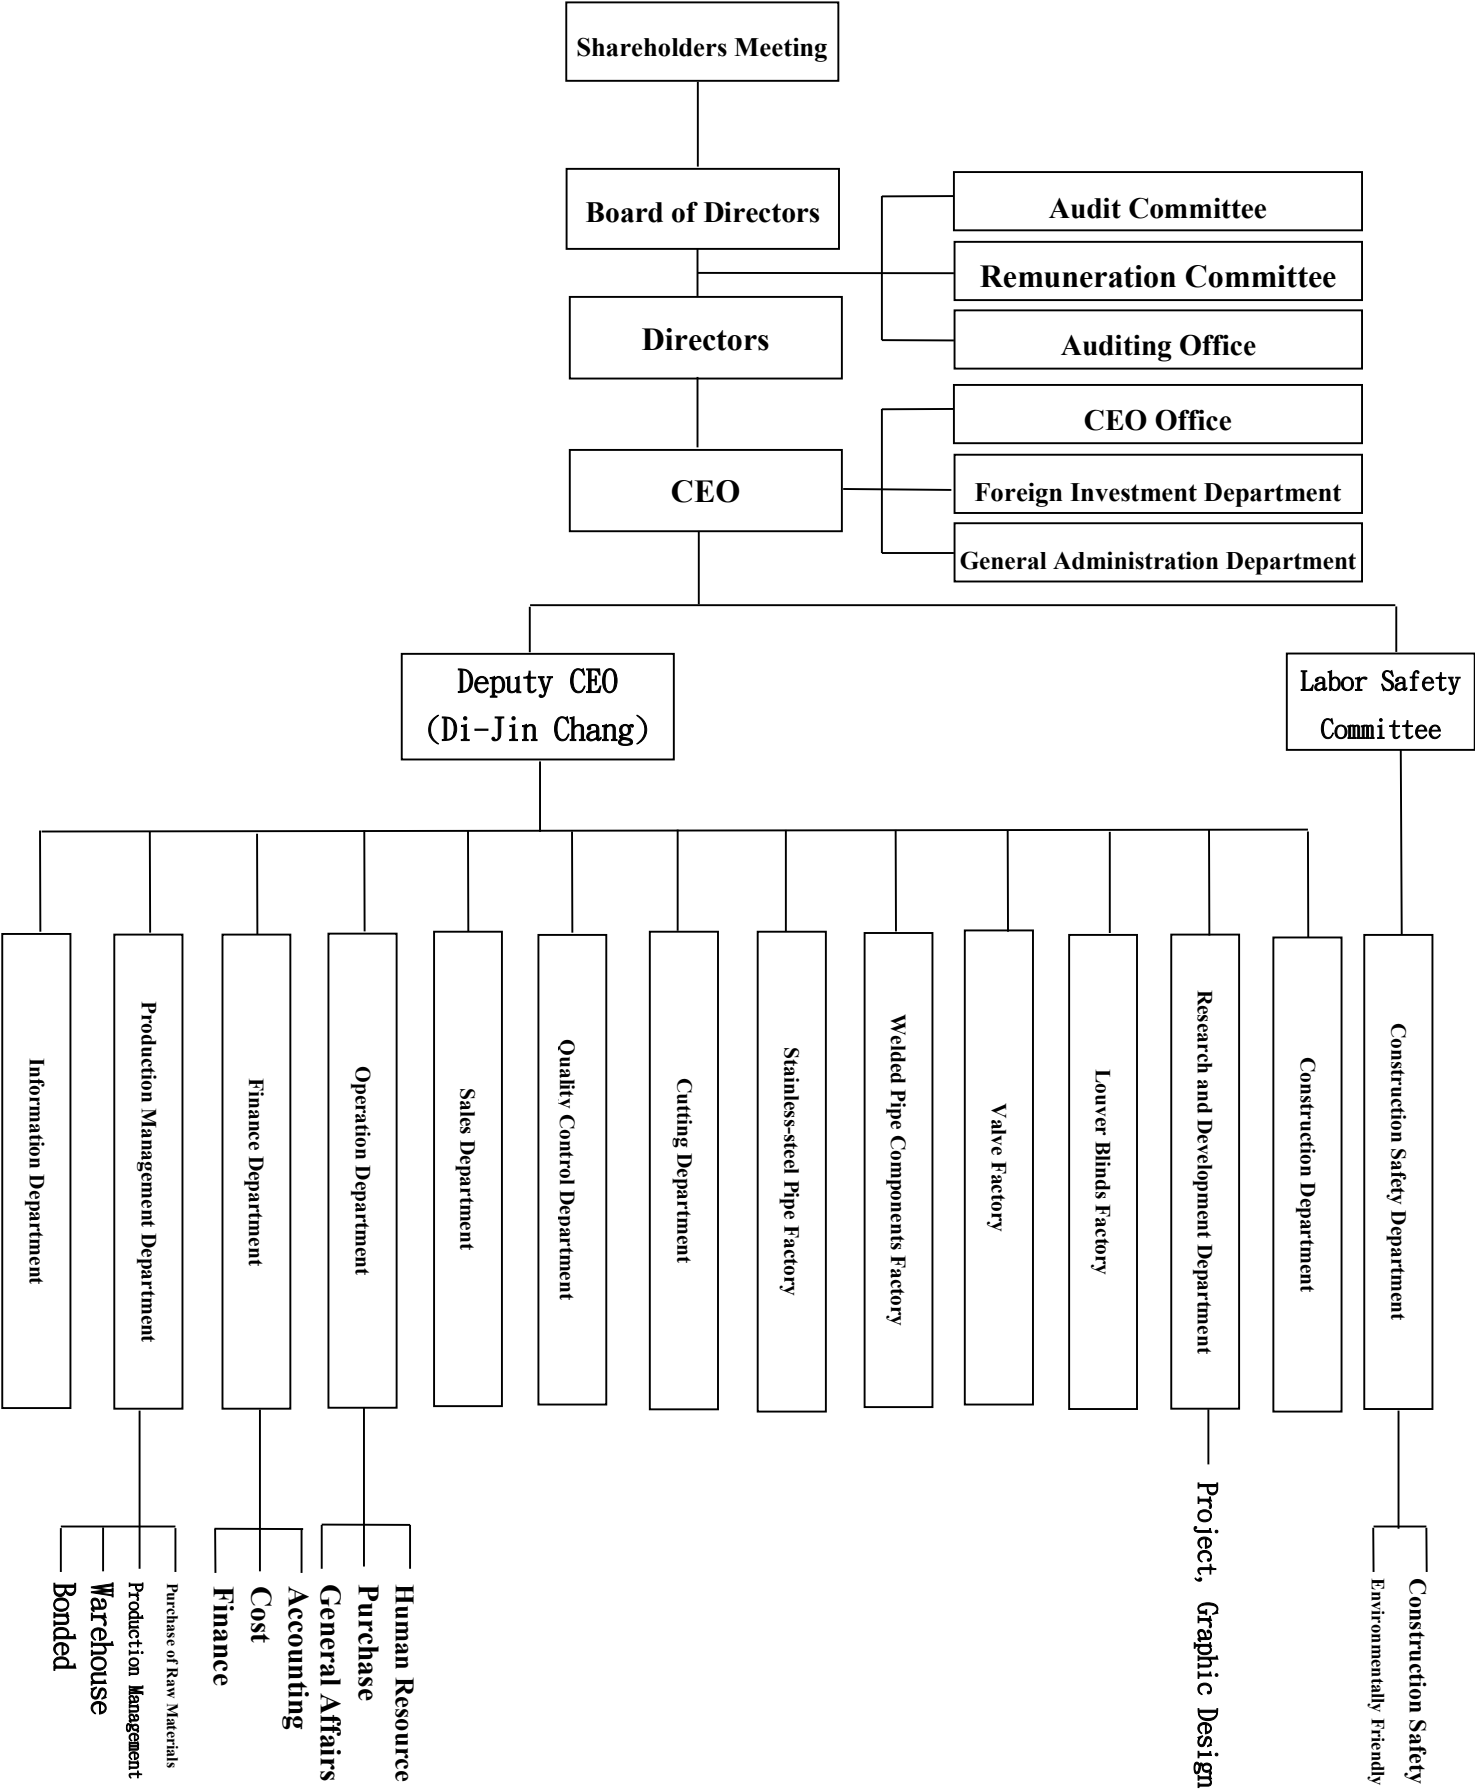 Shareholders Meeting
Board of Directors
Audit Committee
Remuneration Committee
Directors
Auditing Office
CEO Office
CEO
Foreign Investment Department
General Administration Department
Deputy CEO
(Di-Jin Chang)
Labor Safety
Committee
Information Department
Production Management Department
Finance Department
Operation Department
Sales Department
Quality Control Department
Cutting Department
Stainless-steel Pipe Factory
Welded Pipe Components Factory
Valve Factory
Louver Blinds Factory
Research and Development Department
Construction Department
Construction Safety Department
Bonded
Warehouse
Production Management
Purchase of Raw Materials
Finance
Cost
Accounting
General Affairs
Purchase
Human Resource
Project, Graphic Design
Environmentally Friendly
Construction Safety